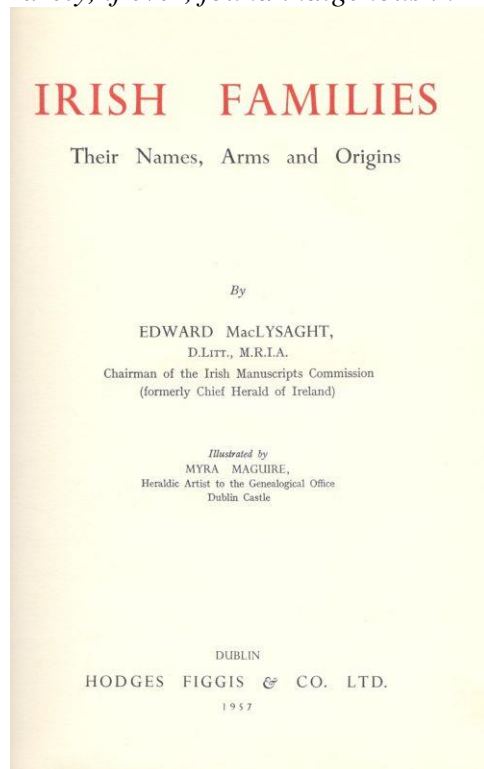 IRISH FAMILIES
Their Names, Arms and Origins
By
EDWARD MacLYSAGHT,
D.LITT., M.R.I.A.
Chairman of the Irish Manuscripts Commission
(formerly Chief Herald of Ireland)
Illustrated by
MYRA MAGUIRE,
Heraldic Artist to the Genealogical Office
Dublin Castle
DUBLIN
HODGES FIGGIS & CO. LTD.
1957